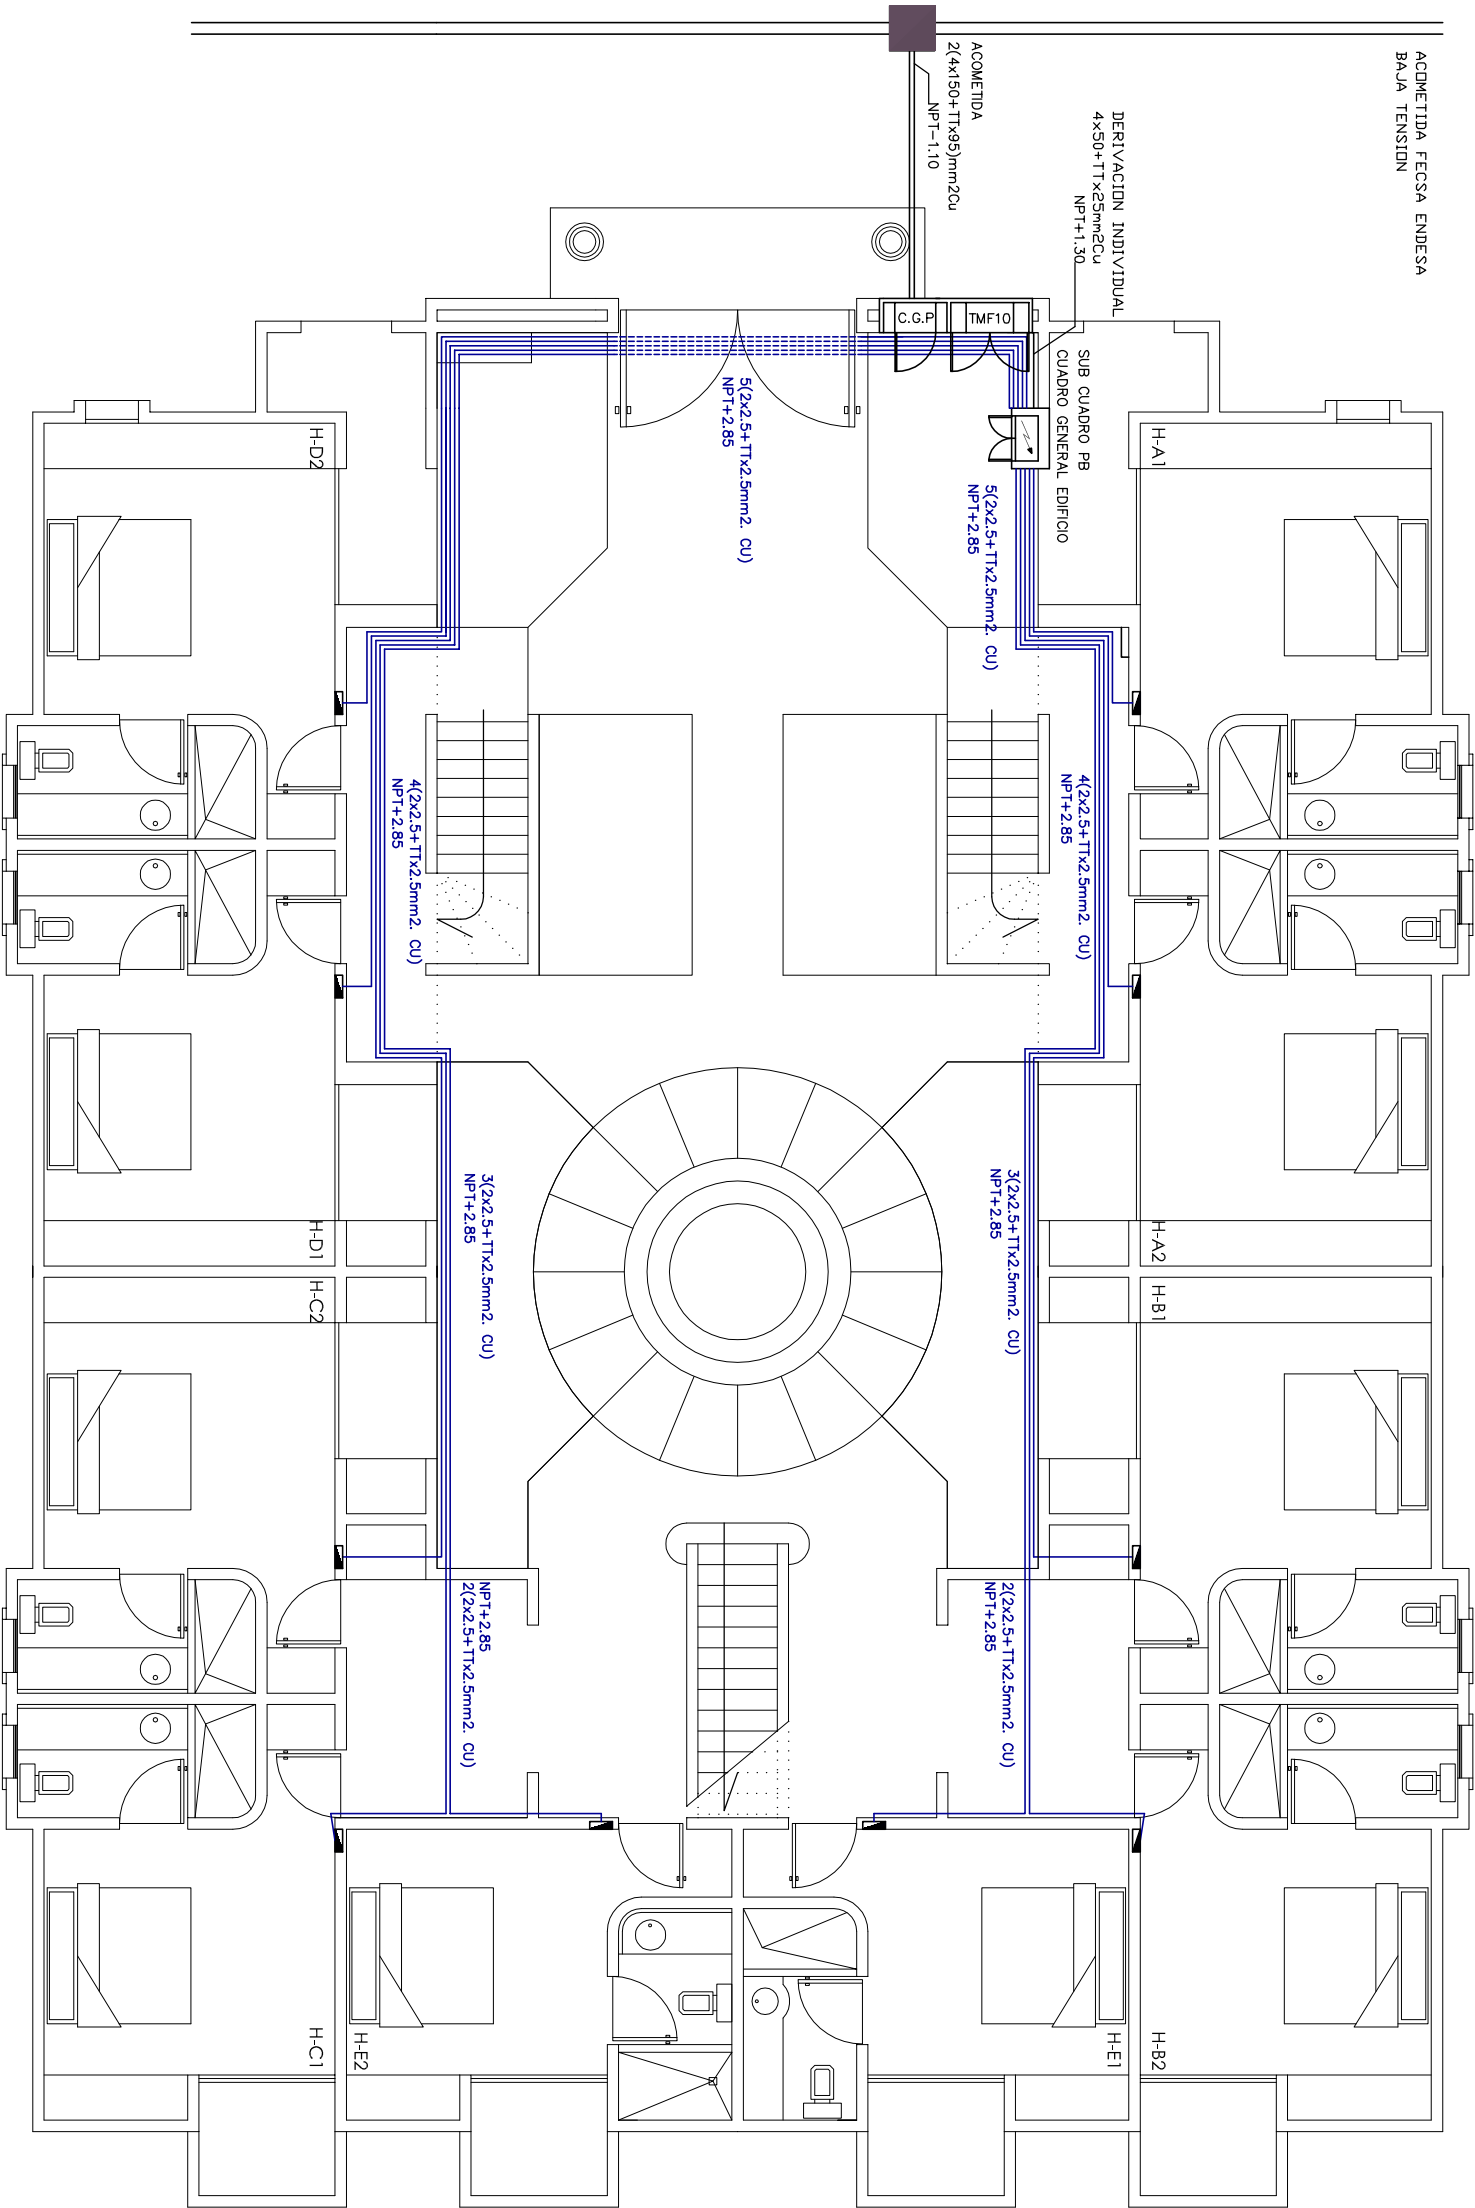 ACOMETIDA FECSA ENDESA
BAJA TENSION
DERIVACION INDIVIDUAL
4x50+TTx25mm2Cu
NPT+1.30
ACOMETIDA
2(4x150+TTx95)mm2Cu
NPT-1.10
C.G.P
TMF10
SUB CUADRO PB
CUADRO GENERAL EDIFICIO
H-A1
H-D2
5(2x2.5+TTx2.5mm2. CU)
NPT+2.85
5(2x2.5+TTx2.5mm2. CU)
NPT+2.85
4(2x2.5+TTx2.5mm2. CU)
NPT+2.85
4(2x2.5+TTx2.5mm2. CU)
NPT+2.85
3(2x2.5+TTx2.5mm2. CU)
NPT+2.85
3(2x2.5+TTx2.5mm2. CU)
NPT+2.85
H-A2
H-D1
H-B1
H-C2
2(2x2.5+TTx2.5mm2. CU)
NPT+2.85
NPT+2.85
2(2x2.5+TTx2.5mm2. CU)
H-B2
H-E1
H-E2
H-C1